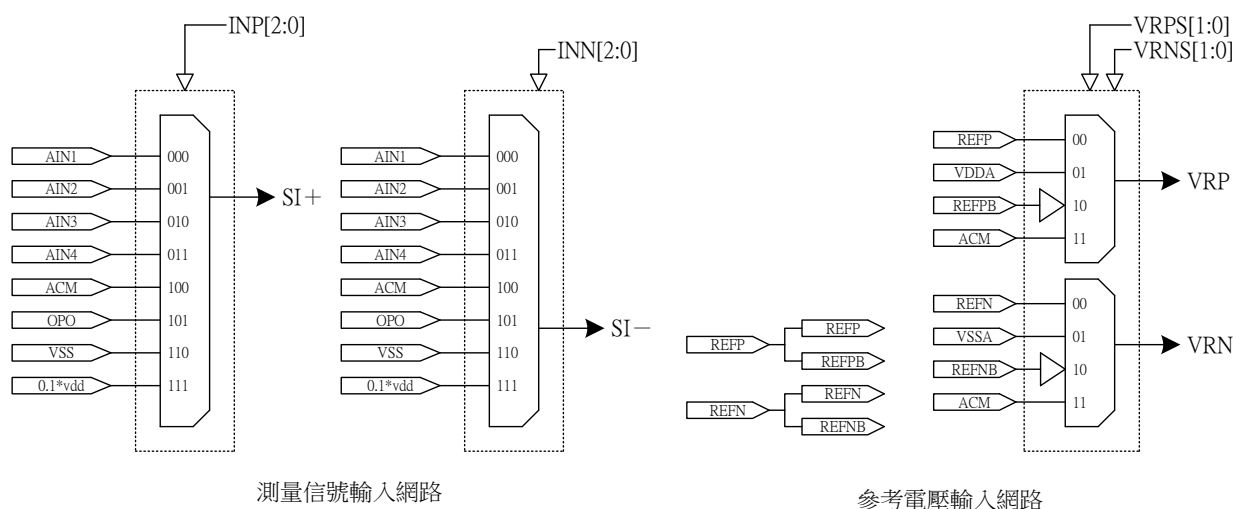 INP[2:0]
AIN1 000
AIN2 001
AIN3 010
AIN4 011
ACM 100
OPO 101
VSS 110
0.1*vdd 111
SI+
INN[2:0]
AIN1 000
AIN2 001
AIN3 010
AIN4 011
ACM 100
OPO 101
VSS 110
0.1*vdd 111
SI−
測量信號輸入網路
REFP REFP
REFPB
REFN REFN
REFNB
VRPS[1:0]
VRNS[1:0]
REFP 00
VDDA 01
REFPB 10
ACM 11
VRP
REFN 00
VSSA 01
REFNB 10
ACM 11
VRN
參考電壓輸入網路